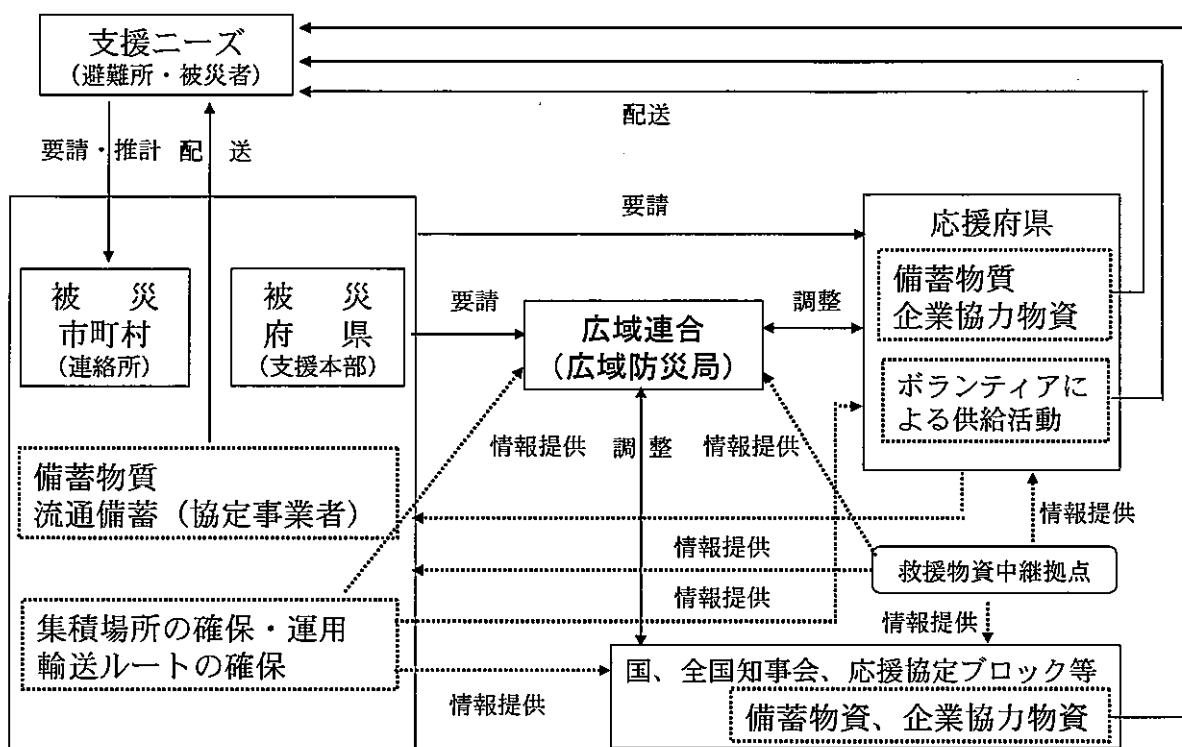 支援ニーズ
(避難所・被災者)
配送
要請・推計
配送
要請
応援府県
備蓄物質
企業協力物資
被災
市町村
(連絡所)
被災
府県
(支援本部)
要請
広域連合
(広域防災局)
調整
ボランティアに
よる供給活動
情報提供
調整
情報提供
備蓄物質
流通備蓄（協定事業者）
情報提供
情報提供
救援物資中継拠点
情報提供
集積場所の確保・運用
輸送ルートの確保
情報提供
国、全国知事会、応援協定ブロック等
情報提供
備蓄物資、企業協力物資